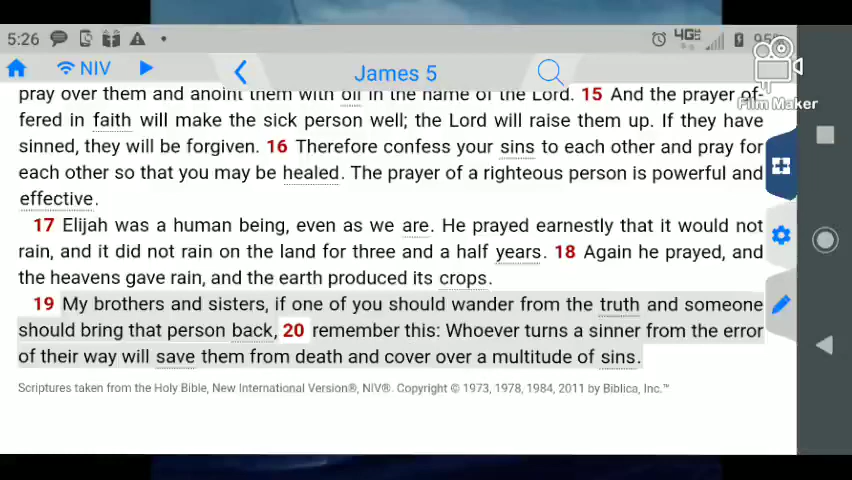 5:26 4G 95%
NIV James 5
Film Maker
pray over them and anoint them with oil in the name of the Lord. 15 And the prayer of-
fered in faith will make the sick person well; the Lord will raise them up. If they have
sinned, they will be forgiven. 16 Therefore confess your sins to each other and pray for
each other so that you may be healed. The prayer of a righteous person is powerful and
effective.
17 Elijah was a human being, even as we are. He prayed earnestly that it would not
rain, and it did not rain on the land for three and a half years. 18 Again he prayed, and
the heavens gave rain, and the earth produced its crops.
19 My brothers and sisters, if one of you should wander from the truth and someone
should bring that person back, 20 remember this: Whoever turns a sinner from the error
of their way will save them from death and cover over a multitude of sins.
Scriptures taken from the Holy Bible, New International Version®, NIV®. Copyright © 1973, 1978, 1984, 2011 by Biblica, Inc.™